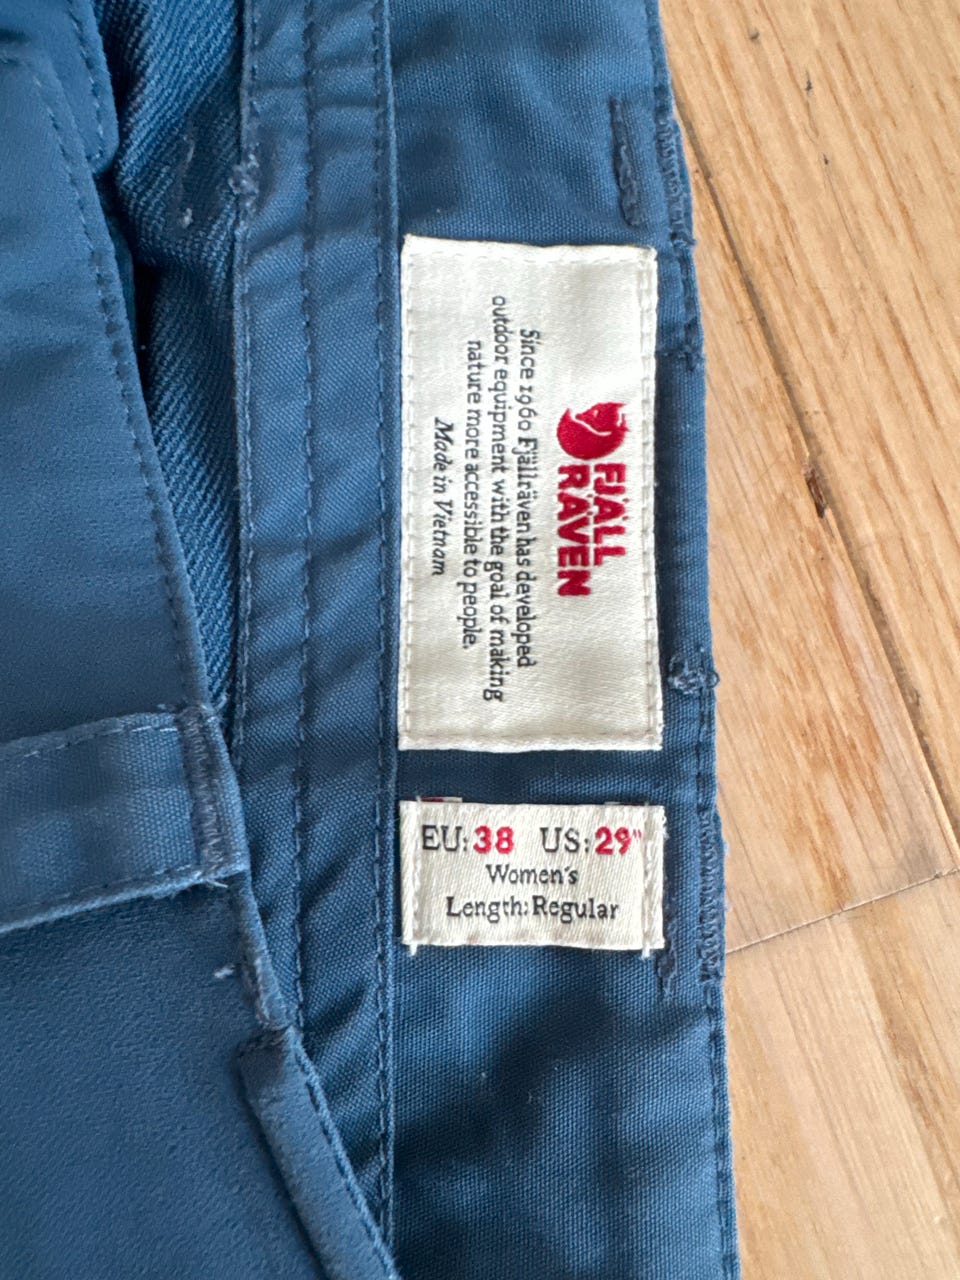 FJÄLL
RÄVEN
Since 1960 Fjällräven has developed
outdoor equipment with the goal of making
nature more accessible to people.
Made in Vietnam
EU: 38 US: 29"
Women's
Length: Regular